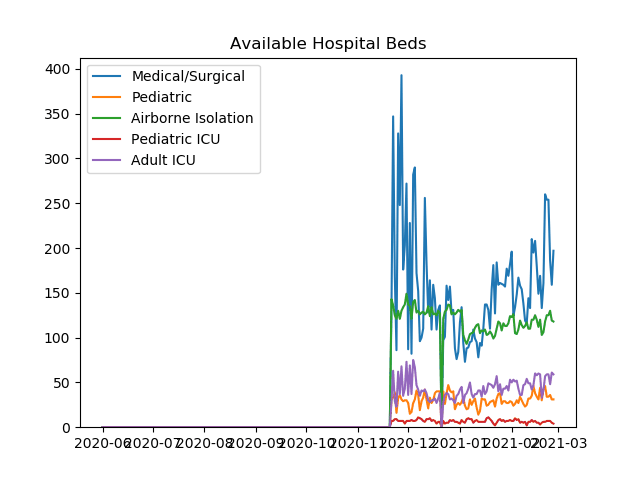 Available Hospital Beds
400
350
300
250
200
150
100
50
0
Medical/Surgical
Pediatric
Airborne Isolation
Pediatric ICU
Adult ICU
2020-06 2020-07 2020-08 2020-09 2020-10 2020-11 2020-12 2021-01 2021-02 2021-03